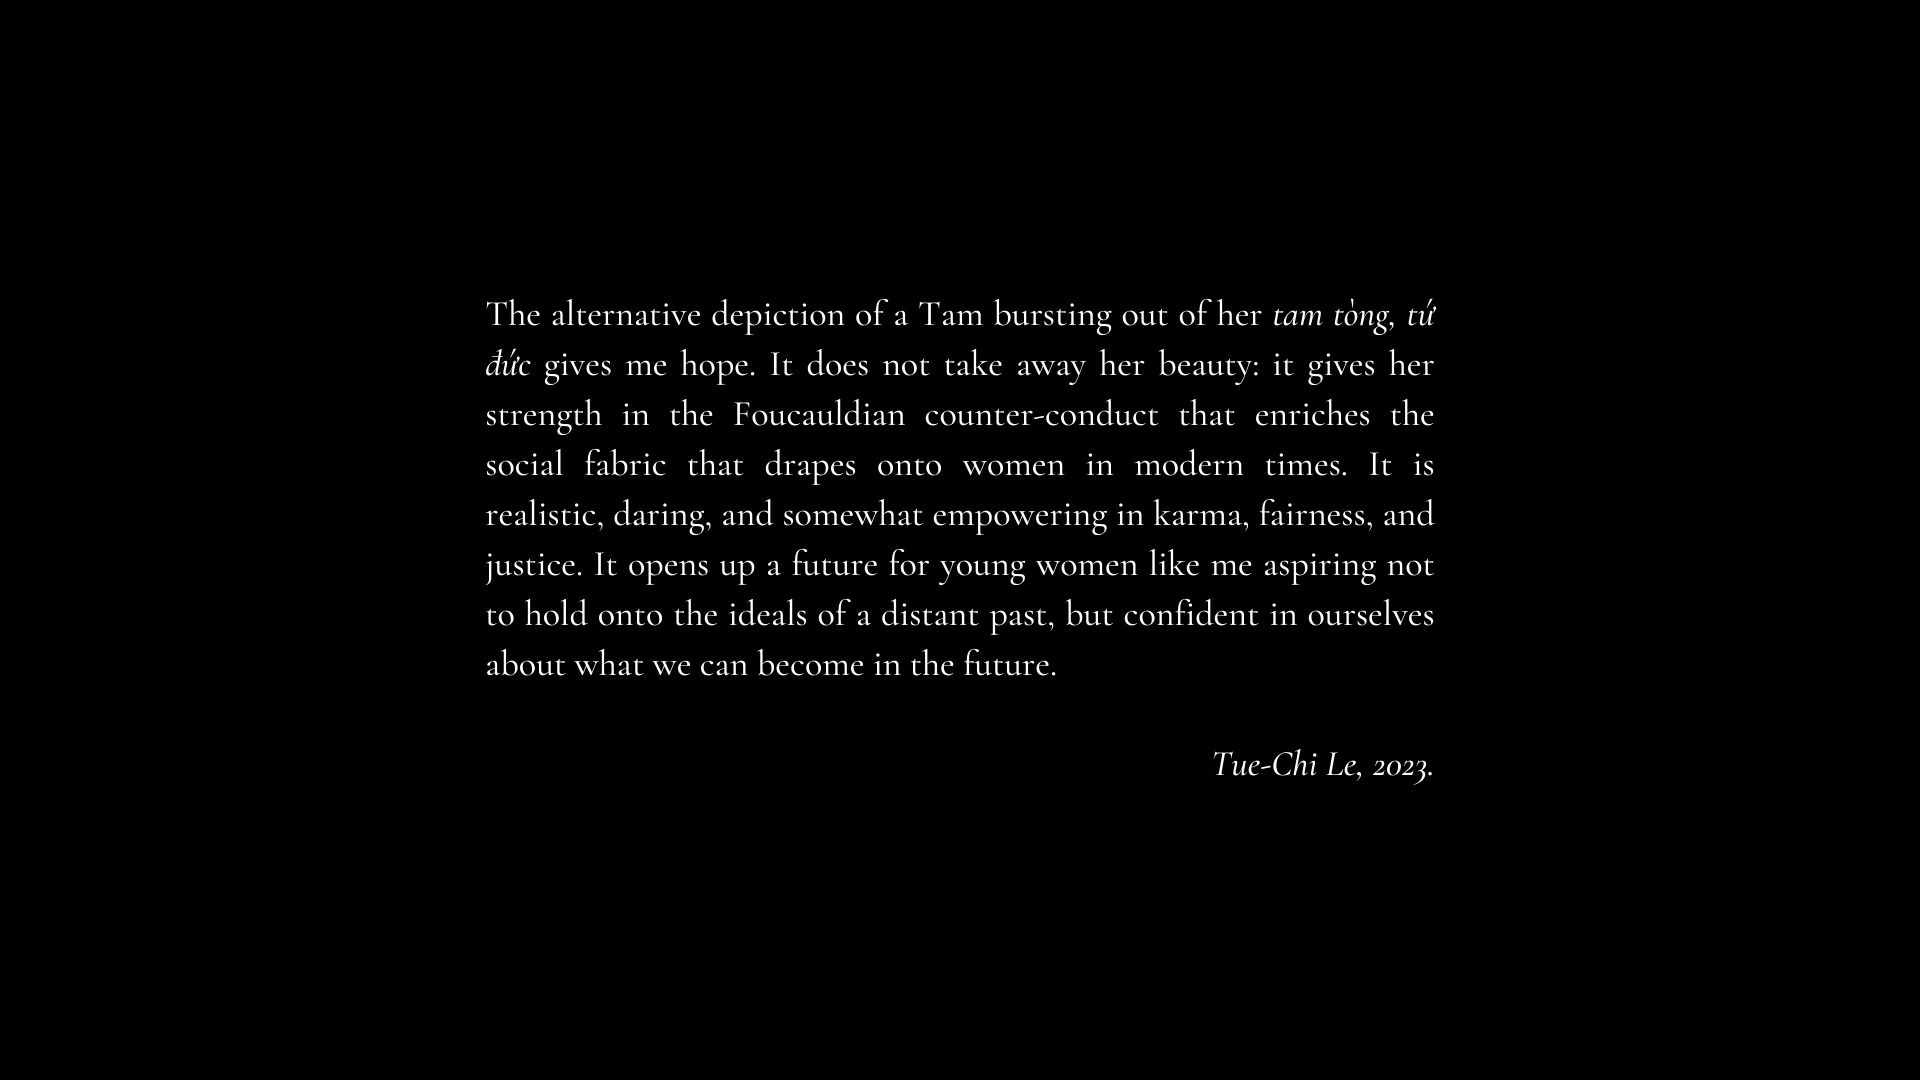 The alternative depiction of a Tam bursting out of her tam tòng, tứ
đức gives me hope. It does not take away her beauty: it gives her
strength in the Foucauldian counter-conduct that enriches the
social fabric that drapes onto women in modern times. It is
realistic, daring, and somewhat empowering in karma, fairness, and
justice. It opens up a future for young women like me aspiring not
to hold onto the ideals of a distant past, but confident in ourselves
about what we can become in the future.
Tue-Chi Le, 2023.